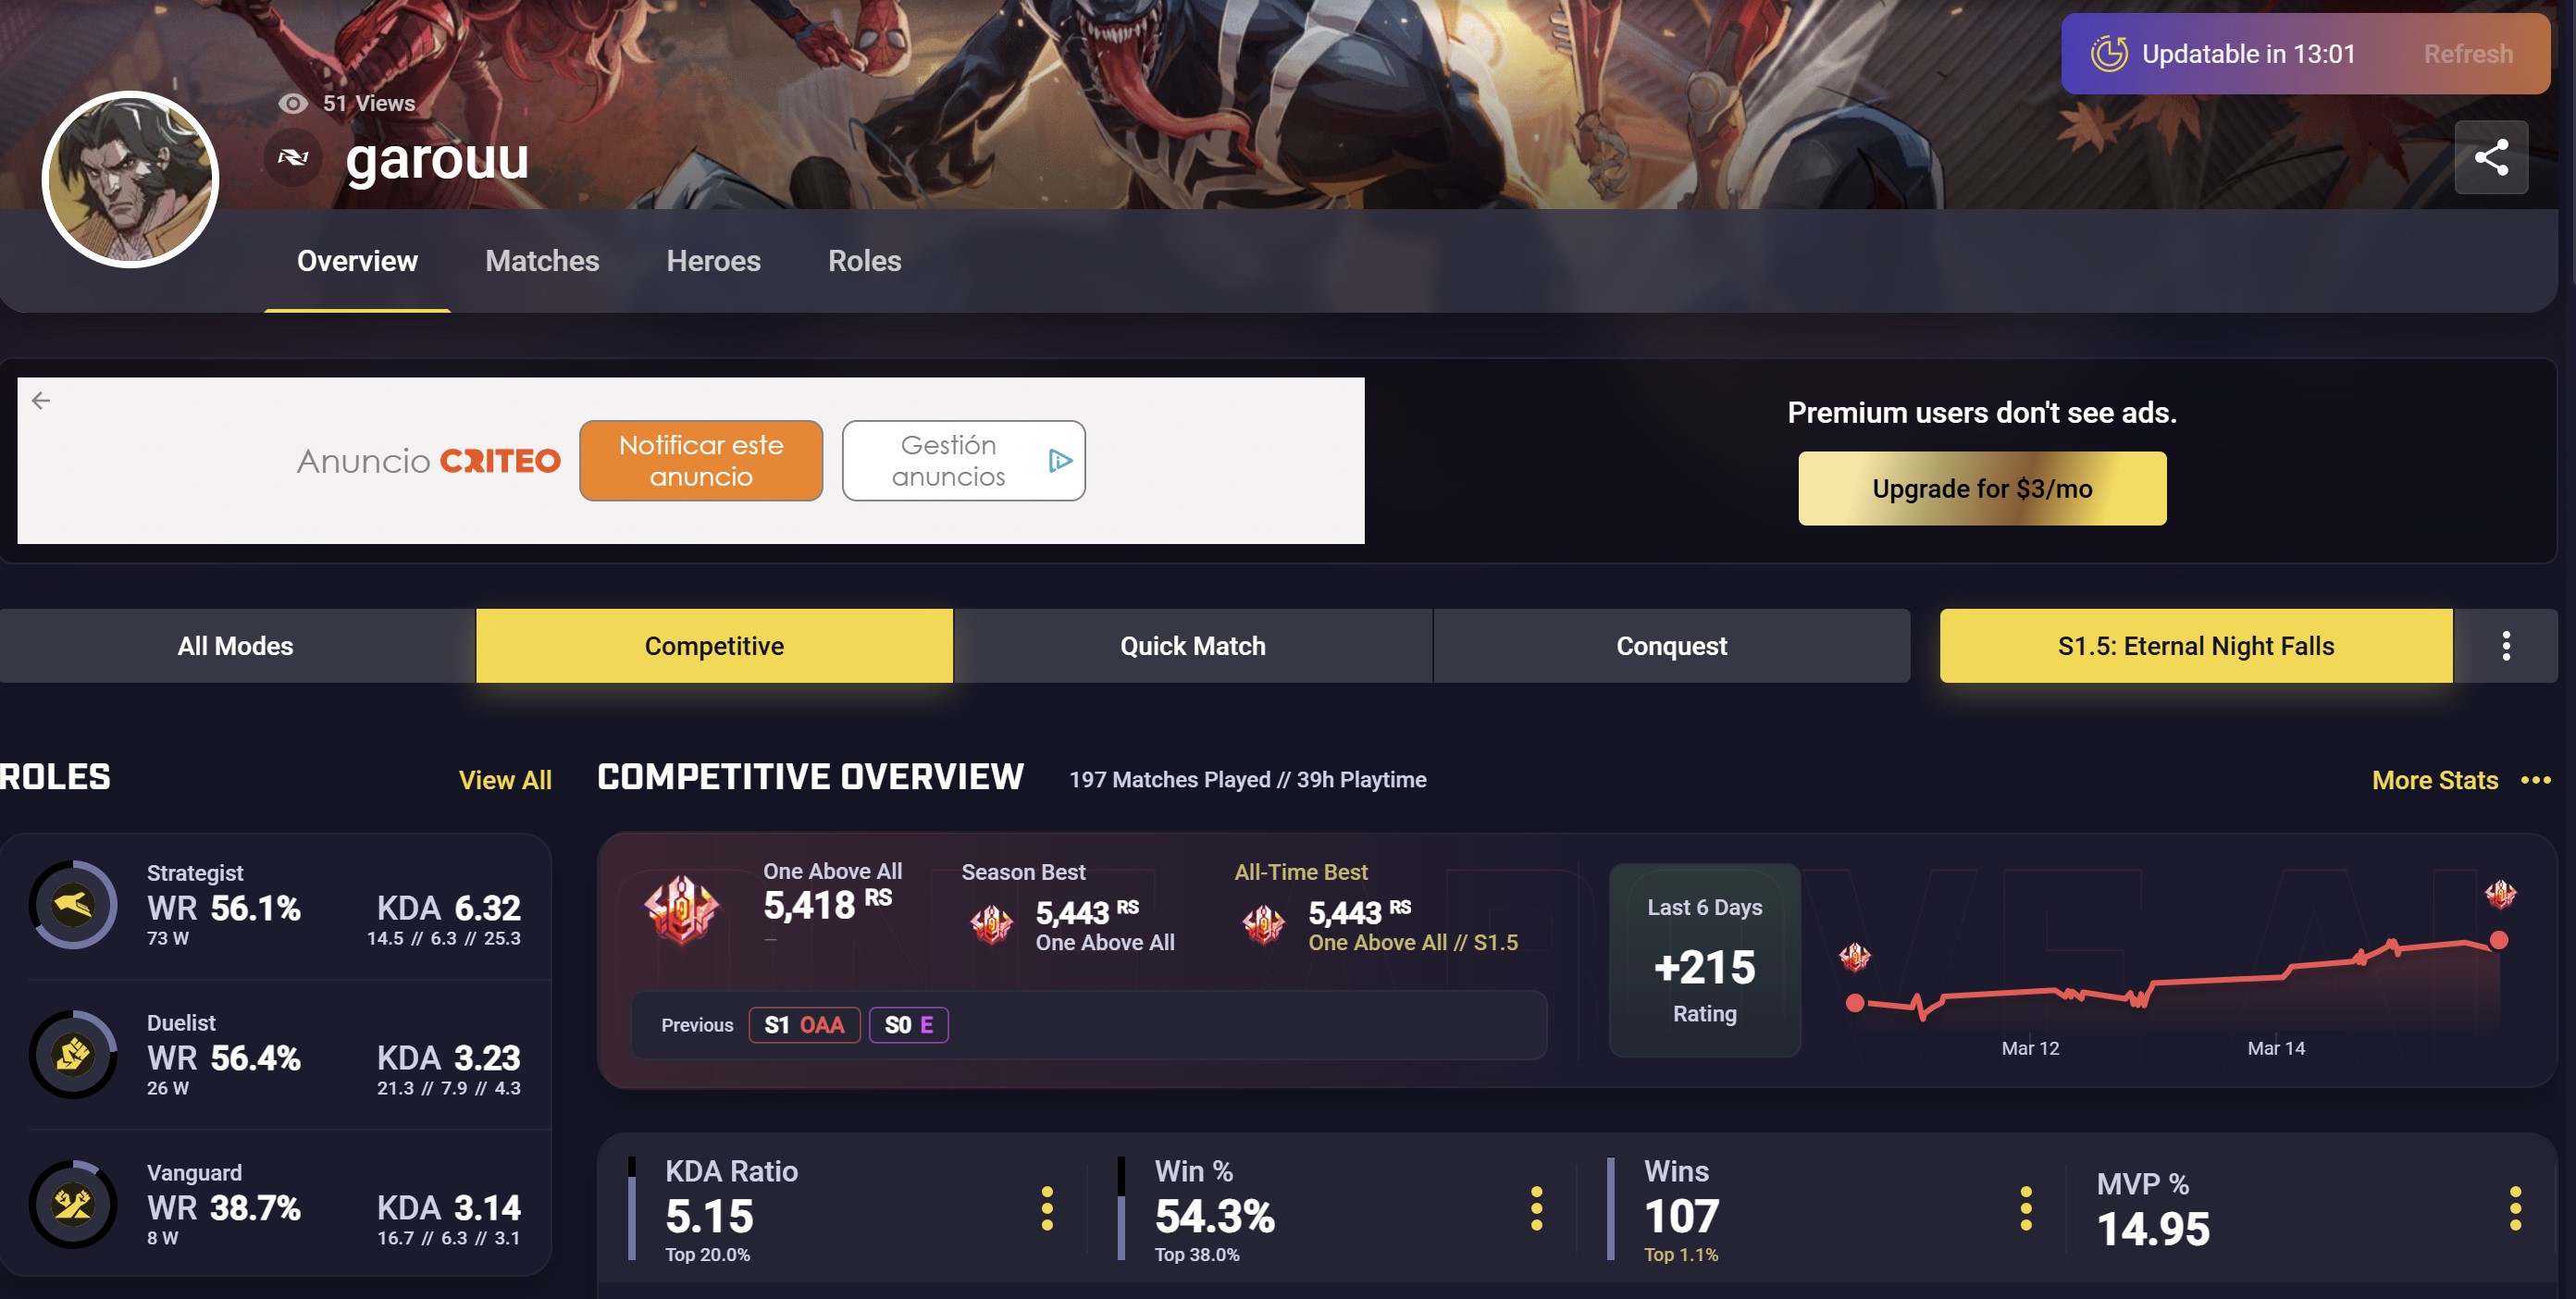 Updatable in 13:01
Refresh
51 Views
garouu
Overview
Matches
Heroes
Roles
Anuncio CRITEO
Notificar este
anuncio
Gestión
anuncios
Premium users don't see ads.
Upgrade for $3/mo
All Modes
Competitive
Quick Match
Conquest
S1.5: Eternal Night Falls
ROLES
View All
Strategist
WR 56.1%
KDA 6.32
73 W
14.5 // 6.3 // 25.3
Duelist
WR 56.4%
KDA 3.23
26 W
21.3 // 7.9 // 4.3
Vanguard
WR 38.7%
KDA 3.14
8 W
16.7 // 6.3 // 3.1
COMPETITIVE OVERVIEW
197 Matches Played // 39h Playtime
More Stats
One Above All
5,418 RS
—
Season Best
5,443 RS
One Above All
All-Time Best
5,443 RS
One Above All // S1.5
Previous
S1 OAA
S0 E
Last 6 Days
+215
Rating
Mar 12
Mar 14
KDA Ratio
5.15
Top 20.0%
Win %
54.3%
Top 38.0%
Wins
107
Top 1.1%
MVP %
14.95